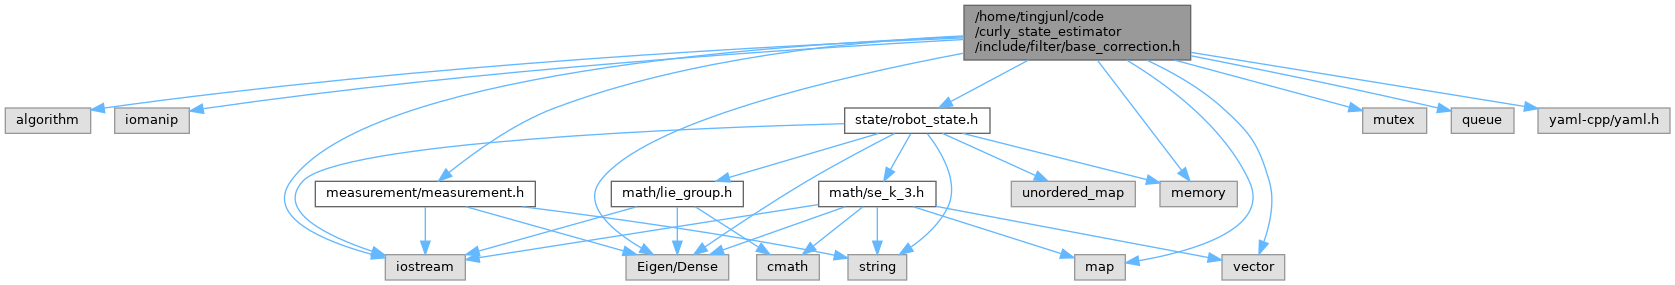 /home/tingjunl/code
/curly_state_estimator
/include/filter/base_correction.h
algorithm
iomanip
state/robot_state.h
mutex
queue
yaml-cpp/yaml.h
measurement/measurement.h
math/lie_group.h
math/se_k_3.h
unordered_map
memory
iostream
Eigen/Dense
cmath
string
map
vector